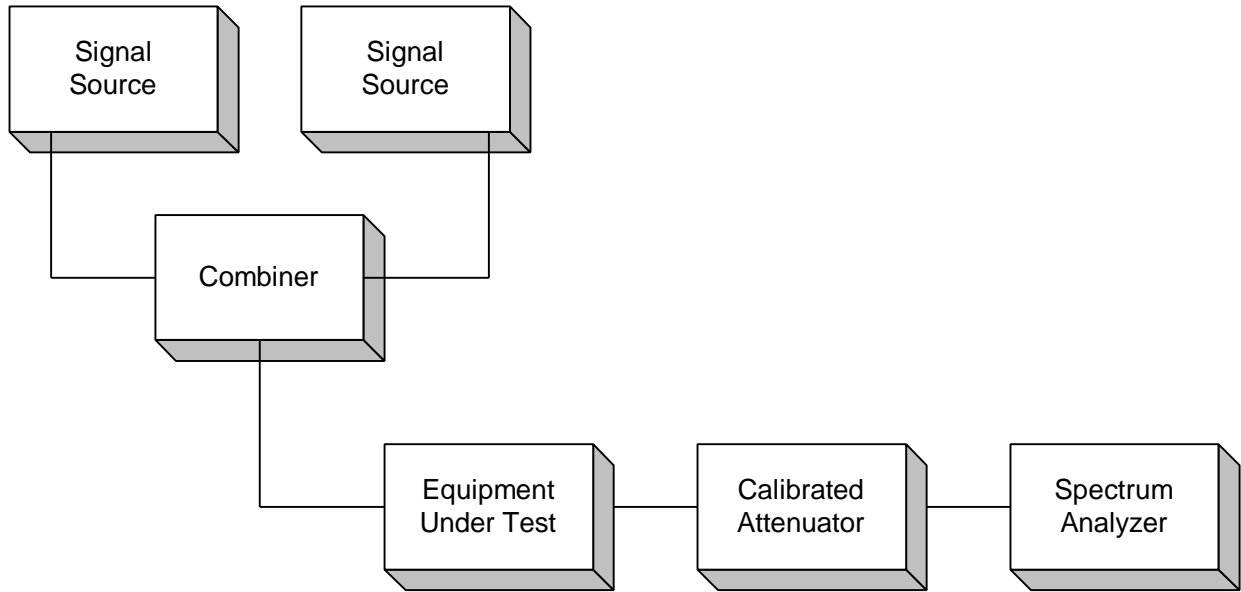 Signal
Source
Signal
Source
Combiner
Equipment
Under Test
Calibrated
Attenuator
Spectrum
Analyzer